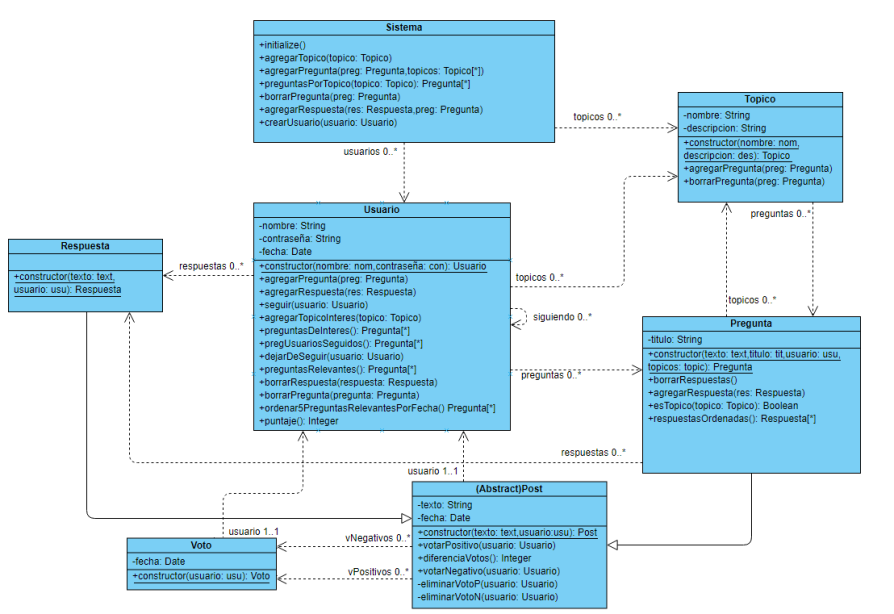 Sistema
+initialize()
+agregarTopico(topico: Topico)
+agregarPregunta(preg: Pregunta,topicos: Topico[*])
+preguntasPorTopico(topico: Topico): Pregunta[*]
+borrarPregunta(preg: Pregunta)
+agregarRespuesta(res: Respuesta,preg: Pregunta)
+crearUsuario(usuario: Usuario)
topicos 0..*
Topico
-nombre: String
-descripcion: String
+constructor(nombre: nom,
descripcion: des): Topico
+agregarPregunta(preg: Pregunta)
+borrarPregunta(preg: Pregunta)
usuarios 0..*
Usuario
-nombre: String
-contraseña: String
-fecha: Date
+constructor(nombre: nom,contraseña: con): Usuario
+agregarPregunta(preg: Pregunta)
+agregarRespuesta(res: Respuesta)
+seguir(usuario: Usuario)
+agregarTopicoInteres(topico: Topico)
+preguntasDeInteres(): Pregunta[*]
+pregUsuariosSeguidos(): Pregunta[*]
+dejarDeSeguir(usuario: Usuario)
+preguntasRelevantes(): Pregunta[*]
+borrarRespuesta(respuesta: Respuesta)
+borrarPregunta(pregunta: Pregunta)
+ordenar5PreguntasRelevantesPorFecha() Pregunta[*]
+puntaje(): Integer
preguntas 0..*
Respuesta
+constructor(texto: text,
usuario: usu): Respuesta
respuestas 0..*
topicos 0..*
siguiendo 0..*
topicos 0..*
preguntas 0..*
Pregunta
-titulo: String
+constructor(texto: text,titulo: tit,usuario: usu,
topicos: topic): Pregunta
+borrarRespuestas()
+agregarRespuesta(res: Respuesta)
+esTopico(topico: Topico): Boolean
+respuestasOrdenadas(): Respuesta[*]
respuestas 0..*
usuario 1..1
(Abstract)Post
-texto: String
-fecha: Date
+constructor(texto: text,usuario:usu): Post
+votarPositivo(usuario: Usuario)
+diferenciaVotos(): Integer
+votarNegativo(usuario: Usuario)
-eliminarVotoP(usuario: Usuario)
-eliminarVotoN(usuario: Usuario)
usuario 1..1
vNegativos 0..*
vPositivos 0..*
Voto
-fecha: Date
+constructor(usuario: usu): Voto